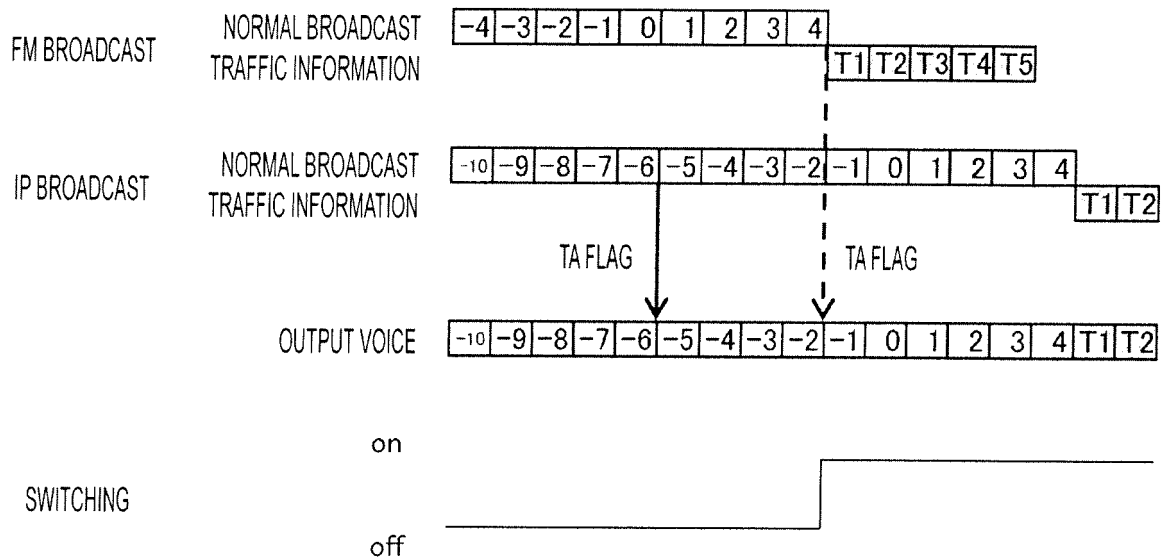 FM BROADCAST
NORMAL BROADCAST -4 -3 -2 -1 0 1 2 3 4
TRAFFIC INFORMATION T1 T2 T3 T4 T5
IP BROADCAST
NORMAL BROADCAST -10 -9 -8 -7 -6 -5 -4 -3 -2 -1 0 1 2 3 4
TRAFFIC INFORMATION T1 T2
TA FLAG TA FLAG
OUTPUT VOICE -10 -9 -8 -7 -6 -5 -4 -3 -2 -1 0 1 2 3 4 T1 T2
on
SWITCHING
off